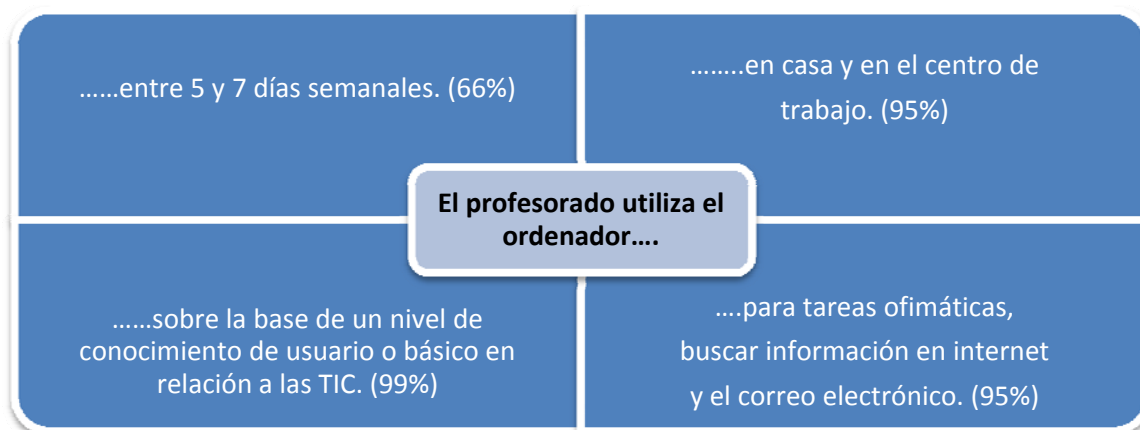 ……entre 5 y 7 días semanales. (66%)
……..en casa y en el centro de
trabajo. (95%)
El profesorado utiliza el
ordenador….
……sobre la base de un nivel de
conocimiento de usuario o básico en
relación a las TIC. (99%)
….para tareas ofimáticas,
buscar información en internet
y el correo electrónico. (95%)